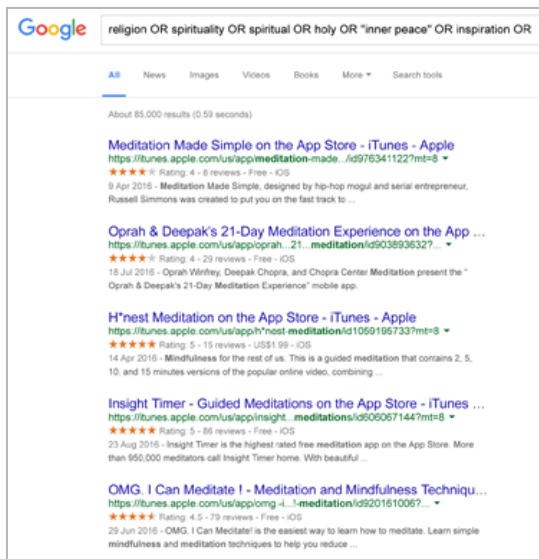 Google
religion OR spirituality OR spiritual OR holy OR "inner peace" OR inspiration OR
All News Images Videos Books More Search tools
About 85,000 results (0.59 seconds)
Meditation Made Simple on the App Store - iTunes - Apple
https://itunes.apple.com/us/app/meditation-made.../id976341122?mt=8
Rating: 4 - 6 reviews - Free - iOS
9 Apr 2016 - Meditation Made Simple, designed by hip-hop mogul and serial entrepreneur,
Russell Simmons was created to put you on the fast track to ...
Oprah & Deepak's 21-Day Meditation Experience on the App ...
https://itunes.apple.com/us/app/oprah...21...meditation/id903893632?...
Rating: 4 - 29 reviews - Free - iOS
18 Jul 2016 - Oprah Winfrey, Deepak Chopra, and Chopra Center Meditation present the "
Oprah & Deepak's 21-Day Meditation Experience" mobile app.
H*nest Meditation on the App Store - iTunes - Apple
https://itunes.apple.com/us/app/h*nest-meditation/id1059195733?mt=8
Rating: 5 - 15 reviews - US$1.99 - iOS
14 Apr 2016 - Mindfulness for the rest of us. This is a guided meditation that contains 2, 5,
10, and 15 minutes versions of the popular online video, combining ...
Insight Timer - Guided Meditations on the App Store - iTunes ...
https://itunes.apple.com/us/app/insight...meditations/id606067144?mt=8
Rating: 5 - 86 reviews - Free - iOS
23 Aug 2016 - Insight Timer is the highest rated free meditation app on the App Store. More
than 950,000 meditators call Insight Timer home. With beautiful ...
OMG. I Can Meditate ! - Meditation and Mindfulness Techniqu...
https://itunes.apple.com/us/app/omg.-i...!-meditation/id920161006?...
Rating: 4.5 - 79 reviews - Free - iOS
29 Jun 2016 - OMG. I Can Meditate! is the easiest way to learn how to meditate. Learn simple
mindfulness and meditation techniques to help you reduce ...